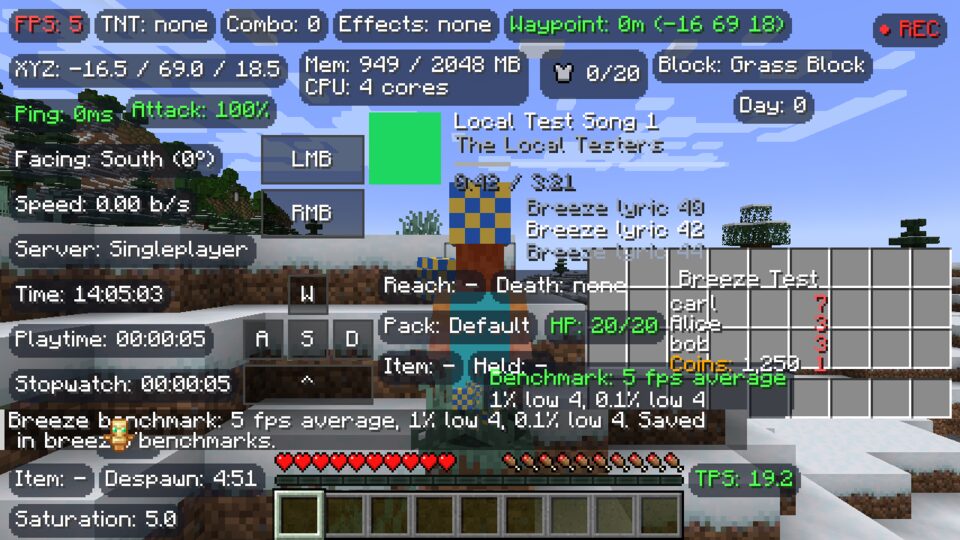 FPS: 5 TNT: none Combo: 0 Effects: none Waypoint: 0m (-16 69 18) REC
XYZ: -16.5 / 69.0 / 18.5
Mem: 949 / 2048 MB
CPU: 4 cores
0/20
Block: Grass Block
Day: 0
Ping: 0ms
Attack: 100%
Facing: South (0º)
LMB
Local Test Song 1
The Local Testers
0:42 / 3:21
Speed: 0.00 b/s
RMB
Breeze lyric 40
Breeze lyric 42
Breeze lyric 44
Server: Singleplayer
Time: 14:05:03
W
A S D
^
Reach: - Death: none
Breeze Test
carl 7
Alice 3
bob 3
Coins: 1,250 1
Playtime: 00:00:05
Pack: Default
HP: 20/20
Item: - Held: -
Stopwatch: 00:00:05
Benchmark: 5 fps average
1% low 4, 0.1% low 4
Breeze benchmark: 5 fps average, 1% low 4, 0.1% low 4. Saved
in breeze benchmarks.
Item: - Despawn: 4:51
TPS: 19.2
Saturation: 5.0